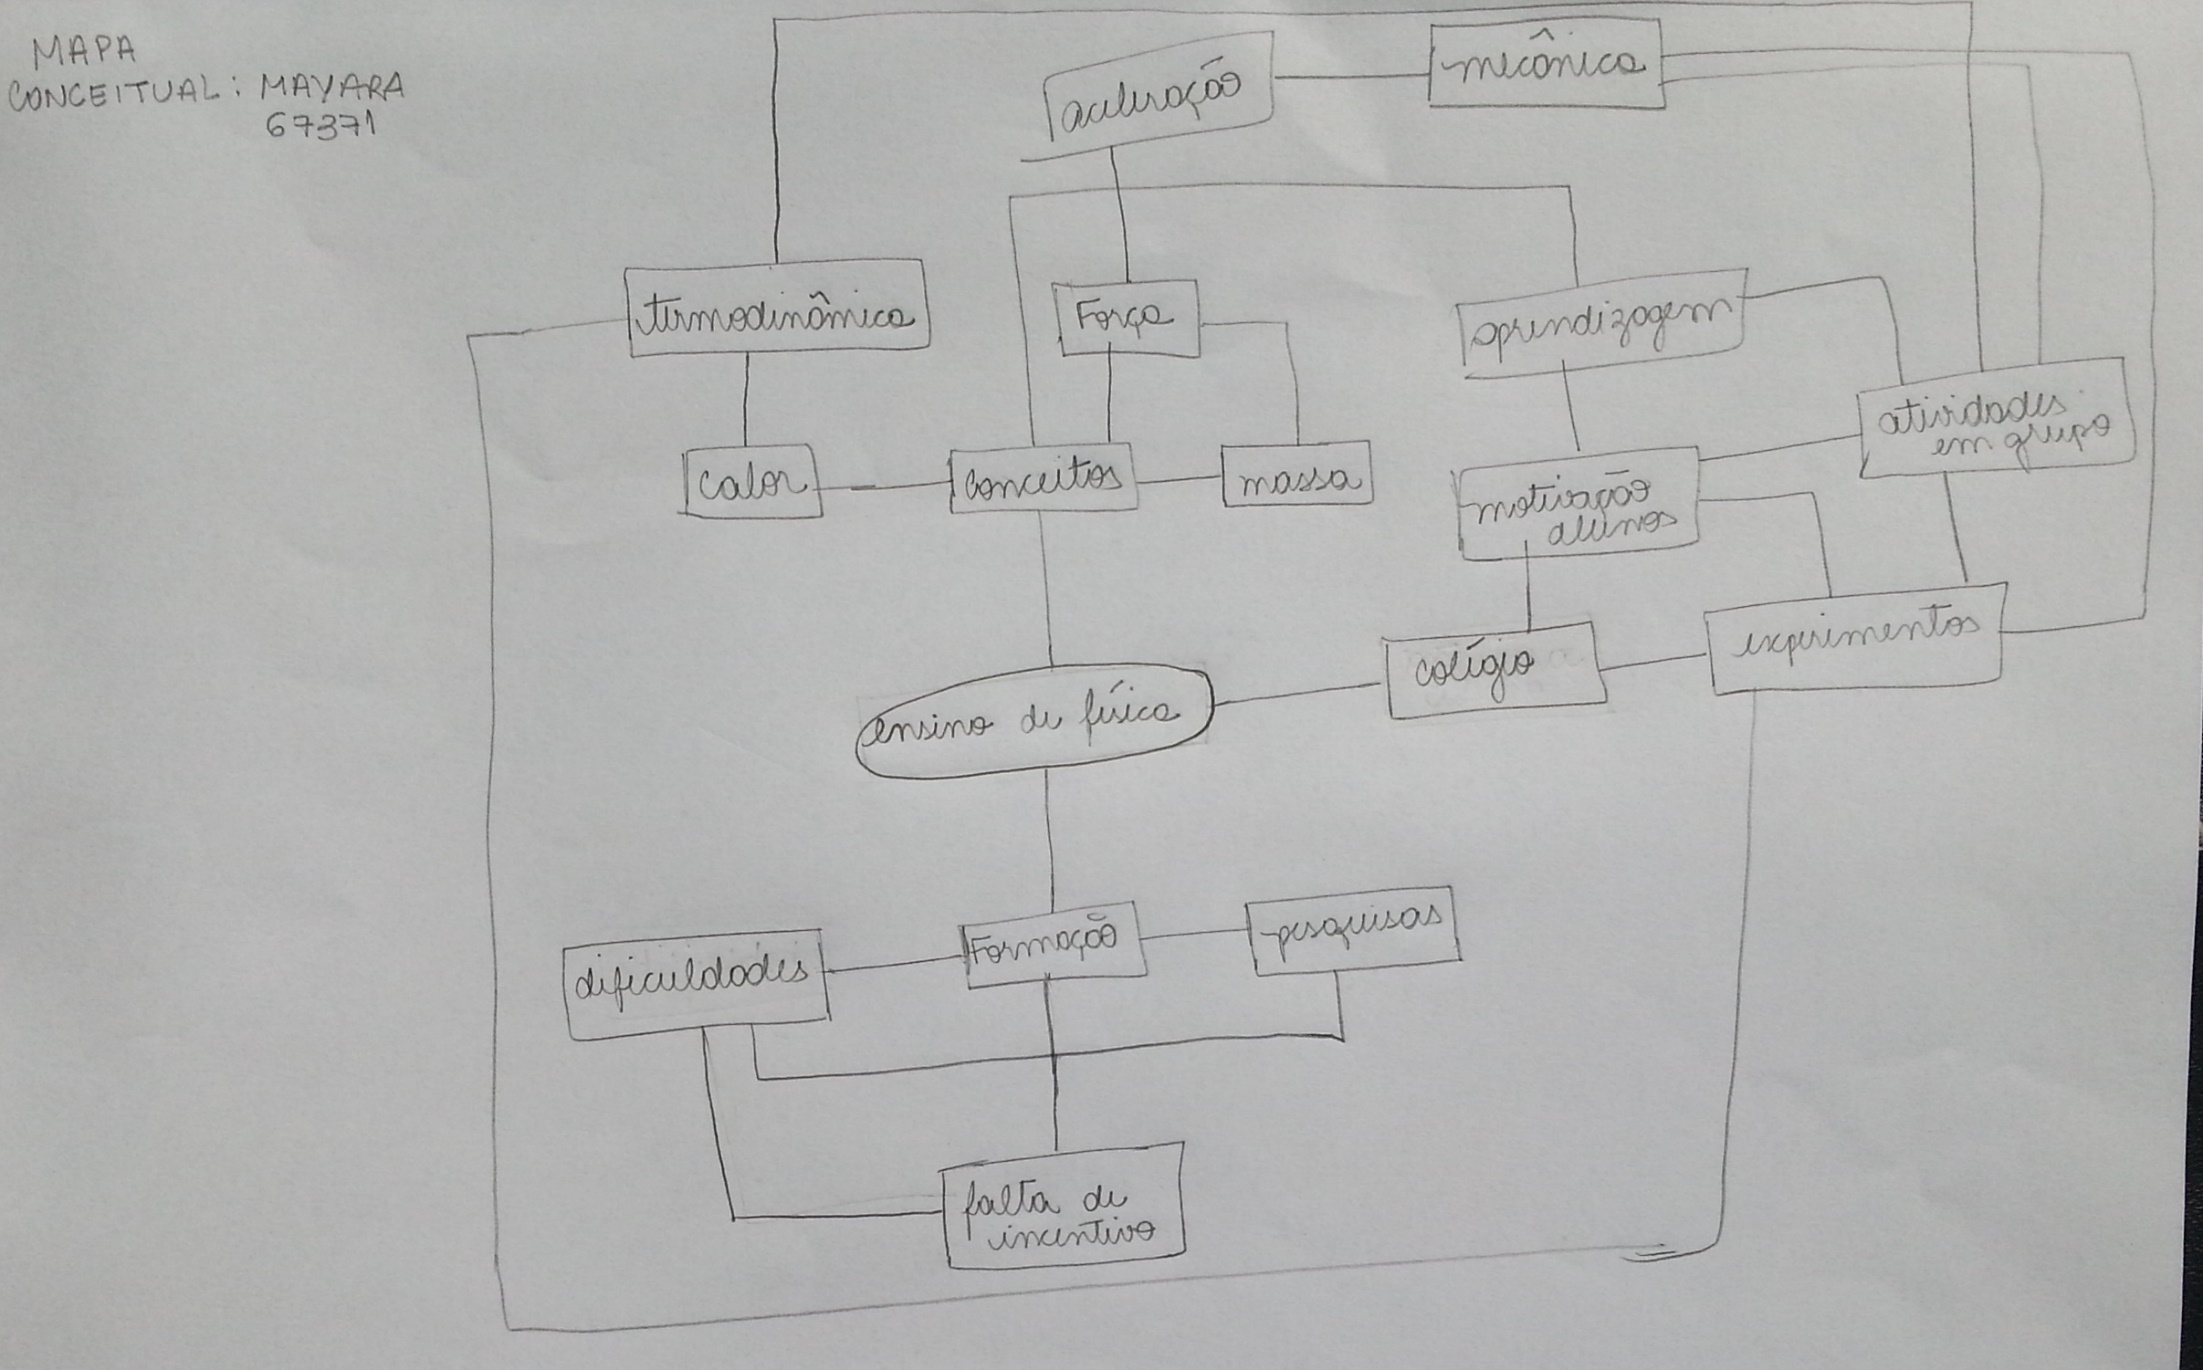 MAPA
CONCEITUAL: MAYARA
67371
aceleração
mecânica
termodinâmica
Força
aprendizagem
atividades
em grupo
calor
conceitos
massa
motivação
alunos
experimentos
colégio
ensino de física
Formação
pesquisas
dificuldades
falta de
incentivo